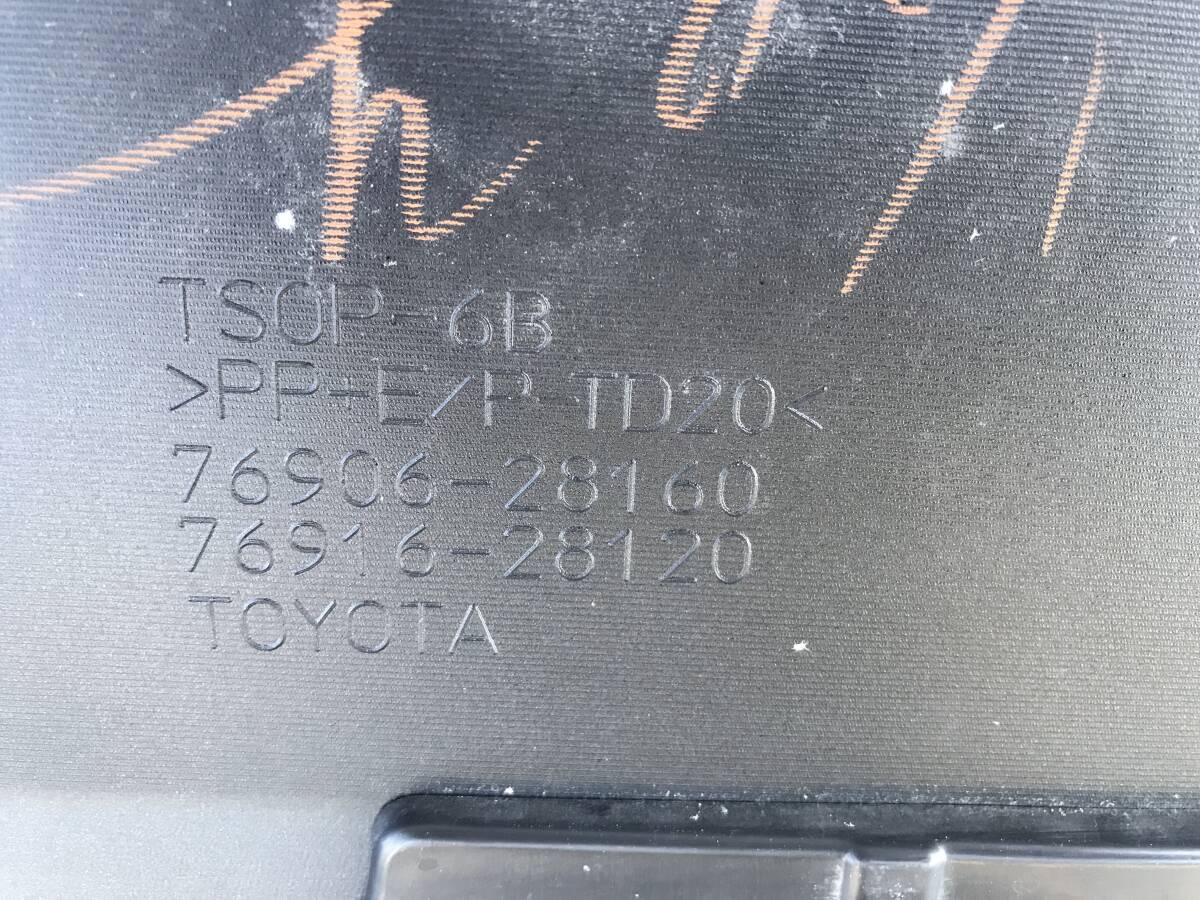 TSOP-6B
>PP+E/P-TD20<
76906-28160
76916-28120
TOYOTA